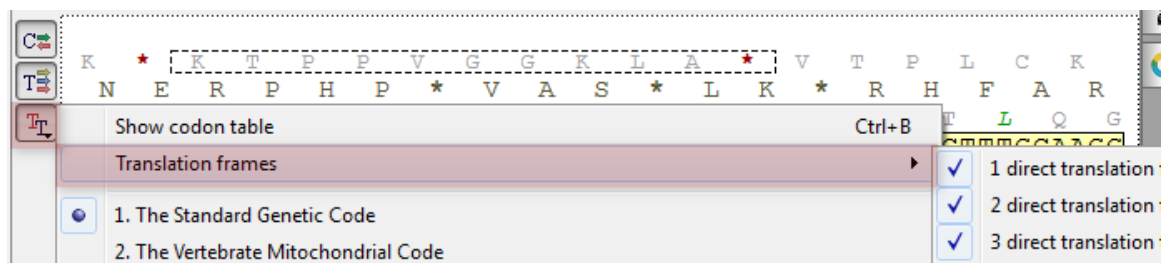 C
K * K T P P V G G K L A * V T P L C K
T N E R P H P * V A S * L K * R H F A R
T L Q G
Show codon table Ctrl+B
Translation frames
1 direct translation
1. The Standard Genetic Code
2 direct translation
2. The Vertebrate Mitochondrial Code
3 direct translation